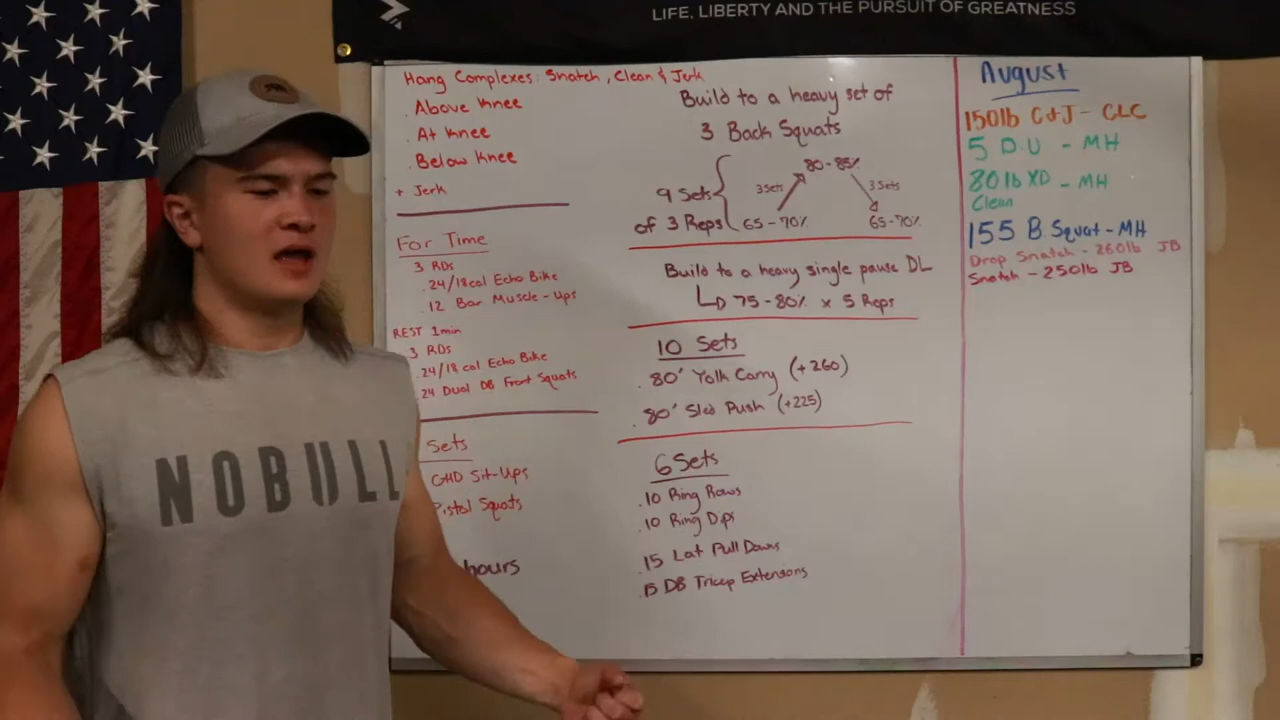 LIFE, LIBERTY AND THE PURSUIT OF GREATNESS
Hang Complexes: Snatch, Clean & Jerk
. Above Knee
. At Knee
. Below Knee
+ Jerk
For Time
3 RDs
. 24/18cal Echo Bike
. 12 Bar Muscle-Ups
REST 1min
3 RDs
. 24/18 cal Echo Bike
. 24 Dual DB Front Squats
Sets
GHD Sit-Ups
Pistol Squats
hours
Build to a heavy set of
3 Back Squats
9 Sets
of 3 Reps
65-70%
3 Sets
80-85%
3 Sets
65-70%
Build to a heavy single pause DL
75-80% x 5 Reps
10 Sets
. 80' Yolk Carry (+260)
. 80' Sled Push (+225)
6 Sets
. 10 Ring Rows
. 10 Ring Dips
. 15 Lat Pull Downs
. 15 DB Tricep Extensions
August
150lb C+J - CLC
5 D.U - MH
80lb XD - MH
Clean
155 B. Squat - MH
Drop Snatch - 260lb JB
Snatch - 250lb JB
NOBULL